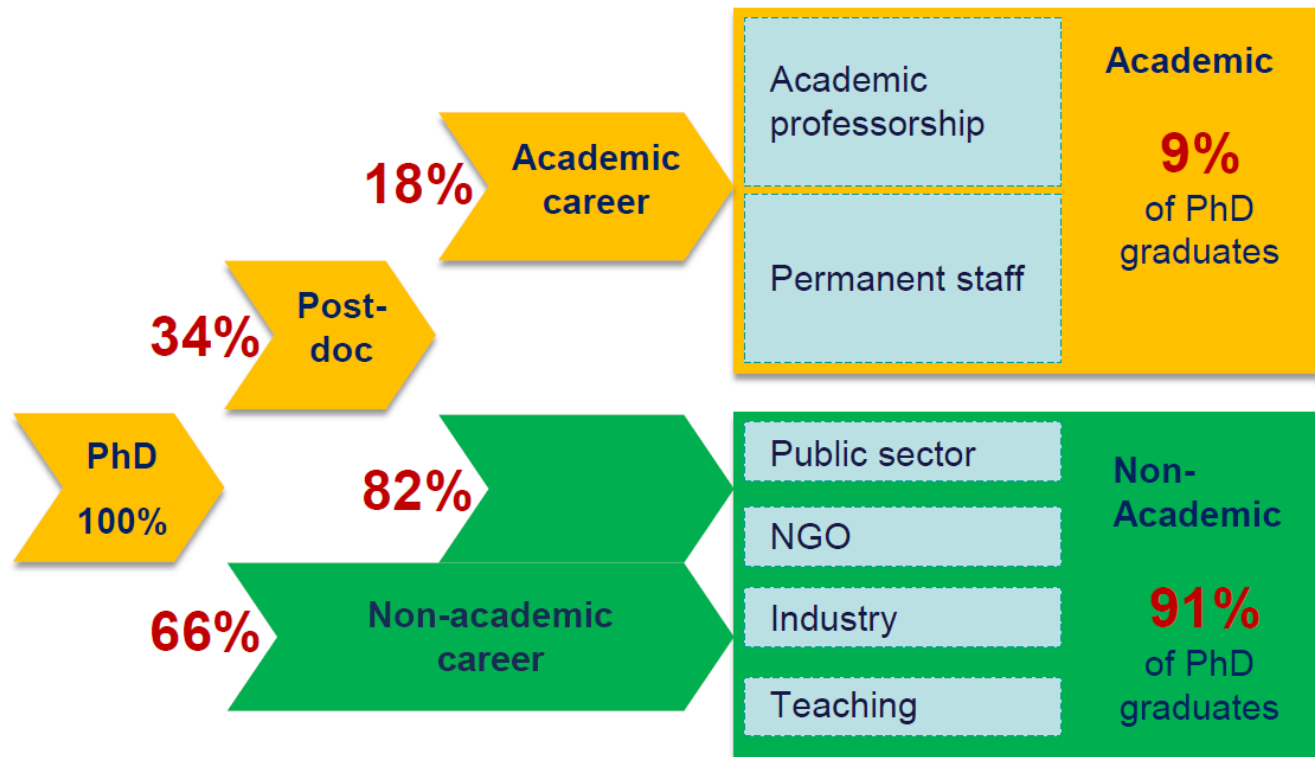 PhD
100%
34%
Post-
doc
18%
Academic
career
82%
66%
Non-academic
career
Academic
professorship
Permanent staff
Academic
9%
of PhD
graduates
Public sector
NGO
Industry
Teaching
Non-
Academic
91%
of PhD
graduates